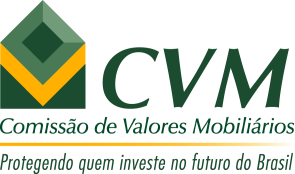 CVM
Comissão de Valores Mobiliários
Protegendo quem investe no futuro do Brasil